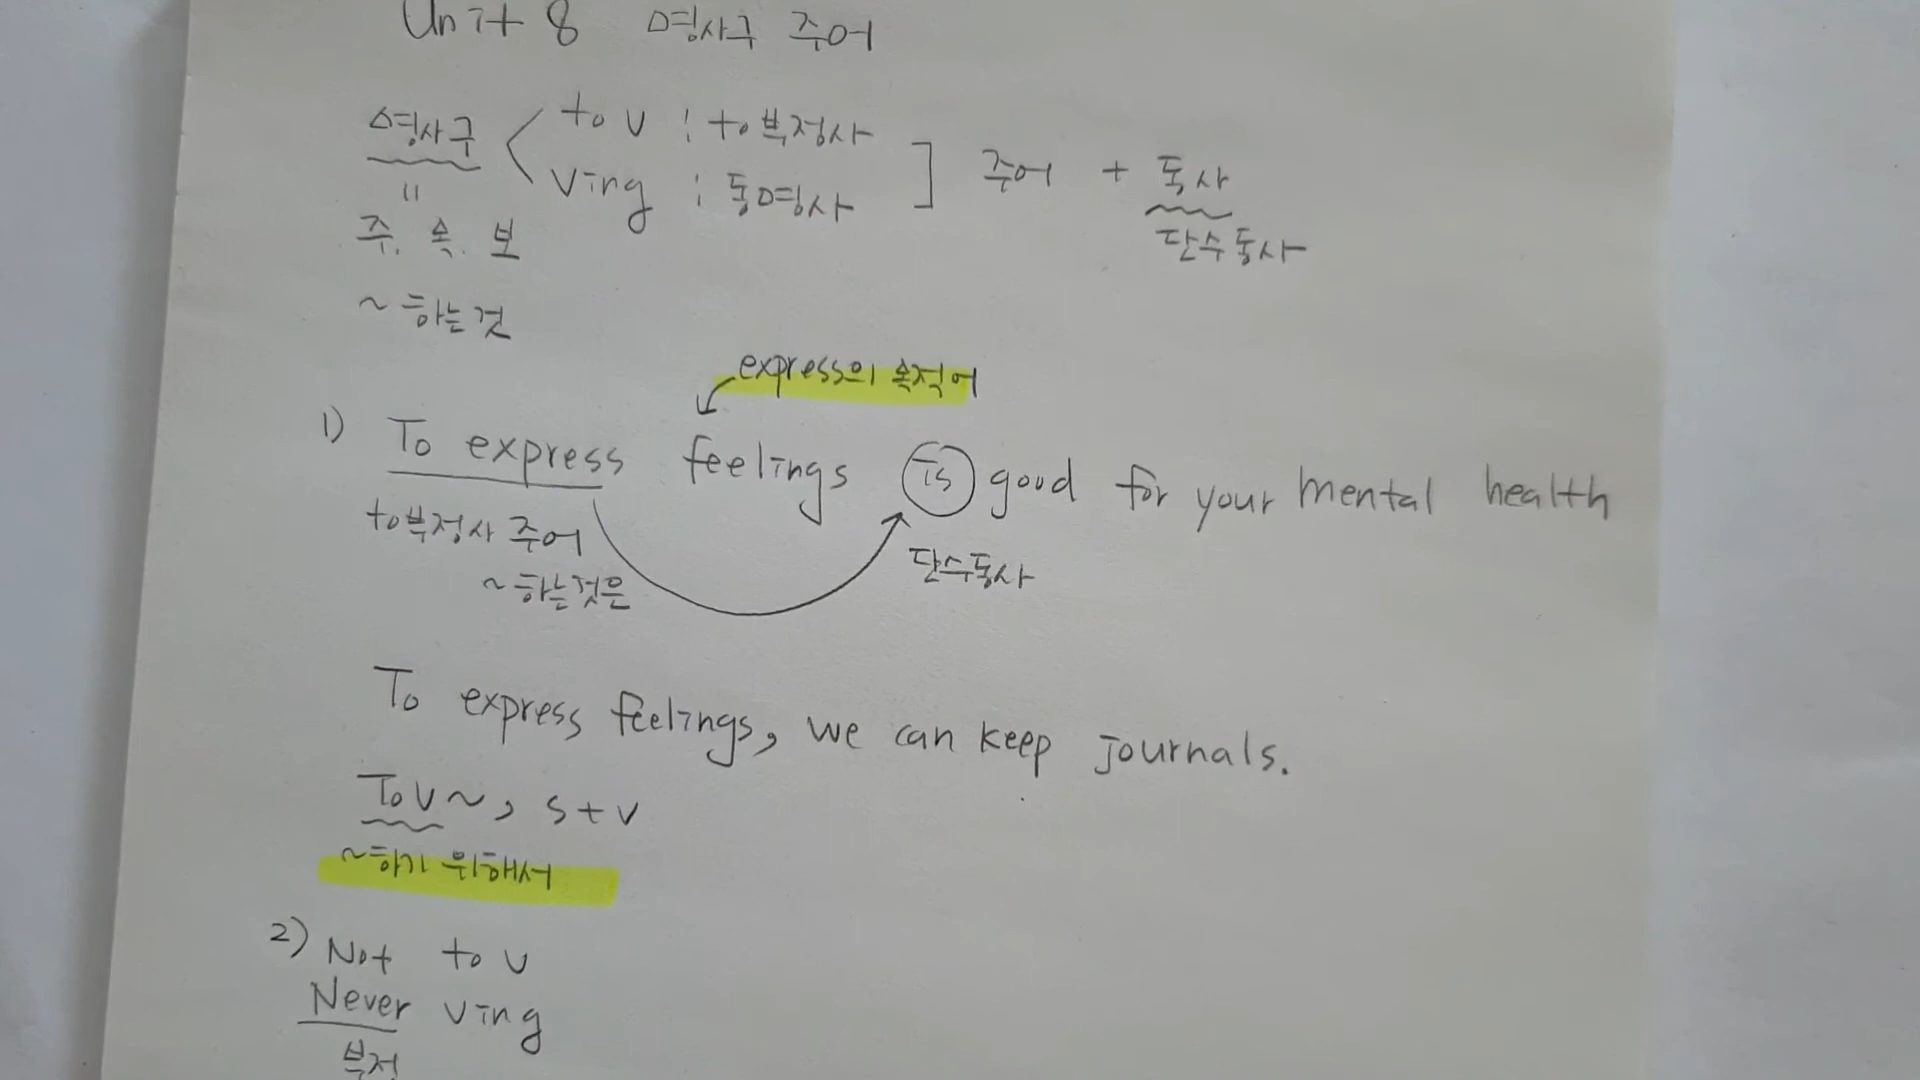 Unit 8 명사구 주어
명사구 < to v : to부정사 ] 주어 + 동사
ving : 동명사
"
주. 목. 보
단수동사
~하는것
express의 목적어
1) To express feelings is good for your mental health
to부정사 주어
단수동사
~하는것은
To express feelings, we can keep journals.
To v ~, s + v
~하기 위해서
2) Not to v
Never ving
부정